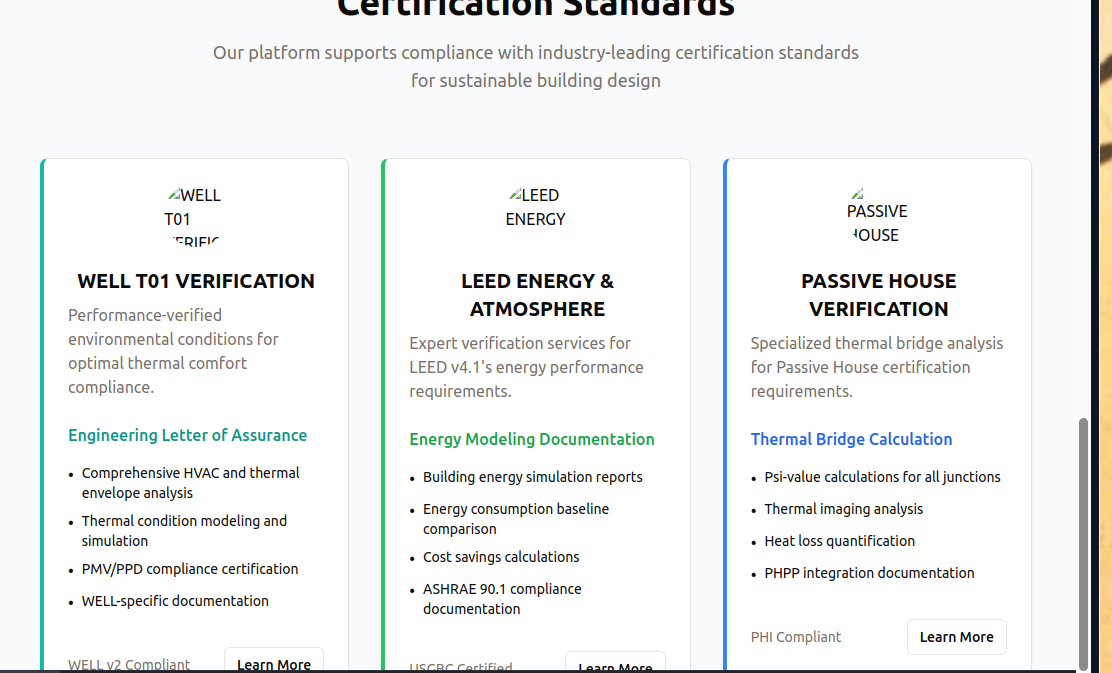 Certification Standards
Our platform supports compliance with industry-leading certification standards
for sustainable building design
WELL
T01
VERIFIC
WELL T01 VERIFICATION
Performance-verified
environmental conditions for
optimal thermal comfort
compliance.
Engineering Letter of Assurance
• Comprehensive HVAC and thermal
envelope analysis
• Thermal condition modeling and
simulation
• PMV/PPD compliance certification
• WELL-specific documentation
WELL v2 Compliant
Learn More
LEED
ENERGY
LEED ENERGY &
ATMOSPHERE
Expert verification services for
LEED v4.1's energy performance
requirements.
Energy Modeling Documentation
• Building energy simulation reports
• Energy consumption baseline
comparison
• Cost savings calculations
• ASHRAE 90.1 compliance
documentation
USGBC Certified
Learn More
PASSIVE
HOUSE
PASSIVE HOUSE
VERIFICATION
Specialized thermal bridge analysis
for Passive House certification
requirements.
Thermal Bridge Calculation
• Psi-value calculations for all junctions
• Thermal imaging analysis
• Heat loss quantification
• PHPP integration documentation
PHI Compliant
Learn More